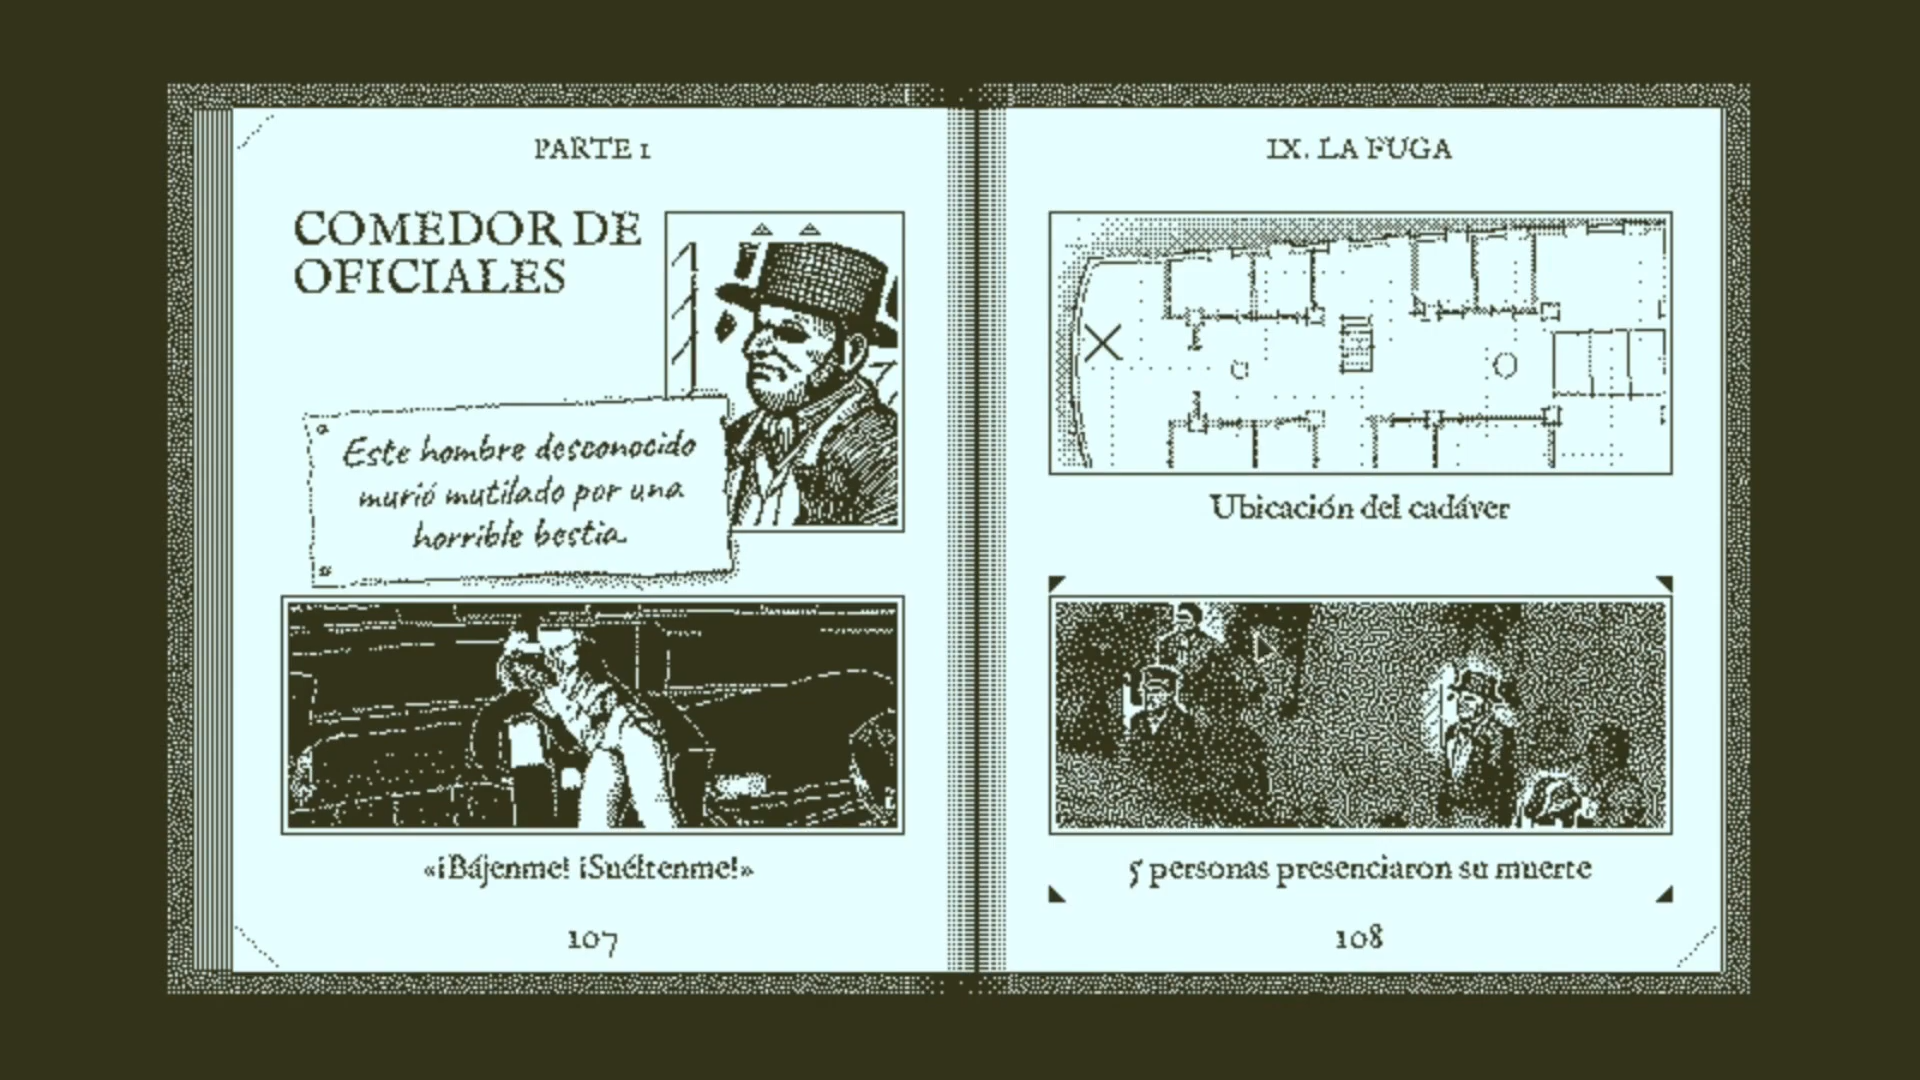 PARTE 1
COMEDOR DE
OFICIALES
Este hombre desconocido
murió mutilado por una
horrible bestia.
«¡Bájenme! ¡Suéltenme!»
107
IX. LA FUGA
Ubicación del cadáver
5 personas presenciaron su muerte
108